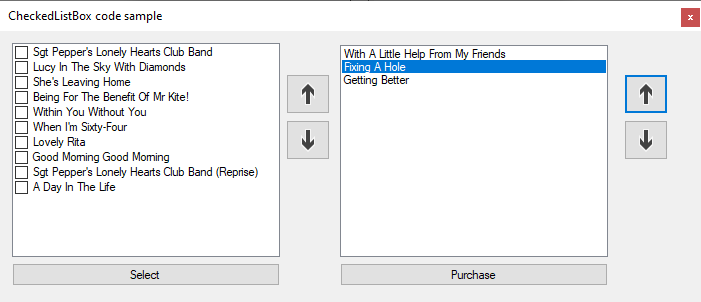 CheckedListBox code sample
x
Sgt Pepper's Lonely Hearts Club Band
Lucy In The Sky With Diamonds
She's Leaving Home
Being For The Benefit Of Mr Kite!
Within You Without You
When I'm Sixty-Four
Lovely Rita
Good Morning Good Morning
Sgt Pepper's Lonely Hearts Club Band (Reprise)
A Day In The Life
Select
With A Little Help From My Friends
Fixing A Hole
Getting Better
Purchase